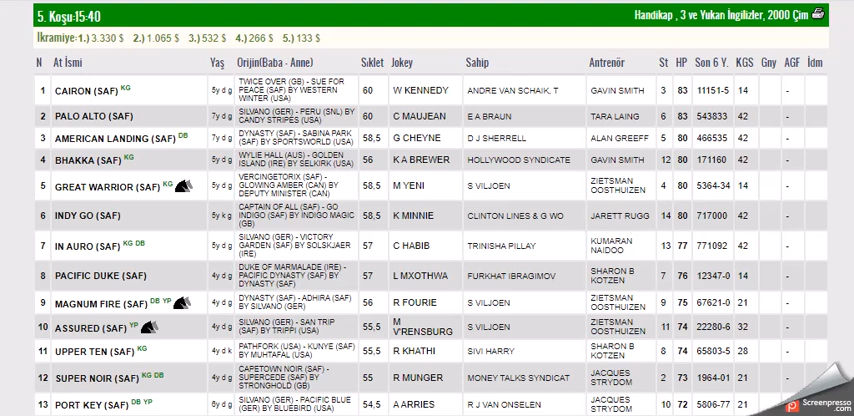 5. Koşu:15:40
Handikap , 3 ve Yukarı İngilizler, 2000 Çim
İkramiye:1.) 3.330 $ 2.) 1.065 $ 3.) 532 $ 4.) 266 $ 5.) 133 $
N At İsmi Yaş Orijin(Baba - Anne) Sıklet Jokey Sahip Antrenör St HP Son 6 Y. KGS Gny AGF İdm
1 CAIRON (SAF) KG 5y d g TWICE OVER (GB) - SUE FOR PEACE (SAF) BY WESTERN WINTER (USA) 60 W KENNEDY ANDRE VAN SCHAIK, T GAVIN SMITH 3 83 11151-5 14 -
2 PALO ALTO (SAF) 7y d g SILVANO (GER) - PERU (SNL) BY CANDY STRIPES (USA) 60 C MAUJEAN E A BRAUN TARA LAING 6 83 543833 42 -
3 AMERICAN LANDING (SAF) DB 7y d g DYNASTY (SAF) - SABINA PARK (SAF) BY SPORTSWORLD (USA) 58,5 G CHEYNE D J SHERRELL ALAN GREEFF 5 80 466535 42 -
4 BHAKKA (SAF) KG 5y d g WYLIE HALL (AUS) - GOLDEN ISLAND (IRE) BY SELKIRK (USA) 56 K A BREWER HOLLYWOOD SYNDICATE GAVIN SMITH 12 80 171160 42 -
5 GREAT WARRIOR (SAF) KG 5y d g VERCINGETORIX (SAF) - GLOWING AMBER (CAN) BY DEPUTY MINISTER (CAN) 58,5 M YENI S VILJOEN ZIETSMAN OOSTHUIZEN 4 80 5364-34 14 -
6 INDY GO (SAF) 5y k g CAPTAIN OF ALL (SAF) - GO INDIGO (SAF) BY INDIGO MAGIC (GB) 58,5 K MINNIE CLINTON LINES & G WO JARETT RUGG 14 80 717000 42 -
7 IN AURO (SAF) KG DB 5y d g SILVANO (GER) - VICTORY GARDEN (SAF) BY SOLSKJAER (IRE) 57 C HABIB TRINISHA PILLAY KUMARAN NAIDOO 13 77 771092 42 -
8 PACIFIC DUKE (SAF) 4y d g DUKE OF MARMALADE (IRE) - PACIFIC DYNASTY (SAF) BY DYNASTY (SAF) 57 L MXOTHWA FURKHAT IBRAGIMOV SHARON B KOTZEN 7 76 12347-0 14 -
9 MAGNUM FIRE (SAF) DB YP 4y d g DYNASTY (SAF) - ADHIRA (SAF) BY SILVANO (GER) 56 R FOURIE S VILJOEN ZIETSMAN OOSTHUIZEN 9 75 67621-0 21 -
10 ASSURED (SAF) YP 4y d g SILVANO (GER) - SAN TRIP (SAF) BY TRIPPI (USA) 55,5 M V'RENSBURG S VILJOEN ZIETSMAN OOSTHUIZEN 11 74 22280-6 32 -
11 UPPER TEN (SAF) KG 4y d k PATHFORK (USA) - KUNYE (SAF) BY MUHTAFAL (USA) 55,5 R KHATHI SIVI HARRY SHARON B KOTZEN 8 74 65803-5 28 -
12 SUPER NOIR (SAF) KG DB 4y d g CAPETOWN NOIR (SAF) - SUPERCEDE (SAF) BY STRONGHOLD (GB) 55 R MUNGER MONEY TALKS SYNDICAT JACQUES STRYDOM 2 73 1964-01 21 -
13 PORT KEY (SAF) DB YP 6y d g SILVANO (GER) - PACIFIC BLUE (GER) BY BLUEBIRD (USA) 54,5 A ARRIES R J VAN ONSELEN JACQUES STRYDOM 10 72 5806-77 21 -
Screenpresso
.com